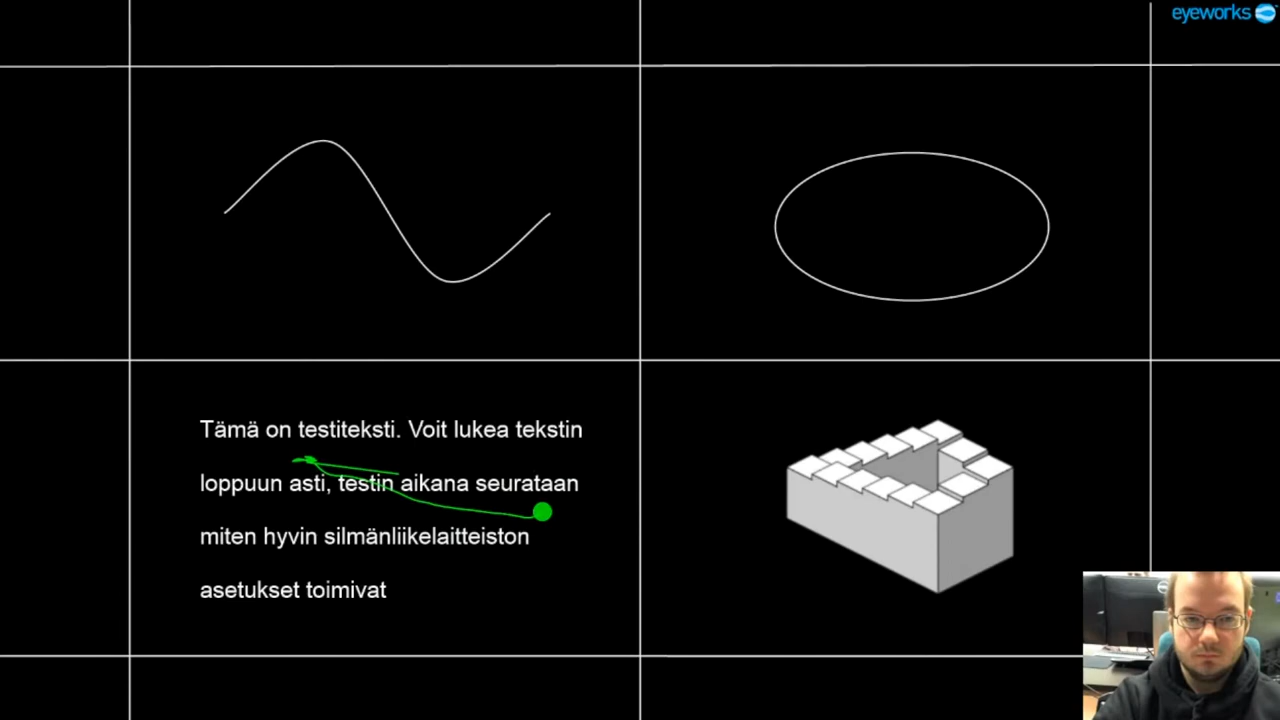 eyeworks
Tämä on testiteksti. Voit lukea tekstin
loppuun asti, testin aikana seurataan
miten hyvin silmänliikelaitteiston
asetukset toimivat